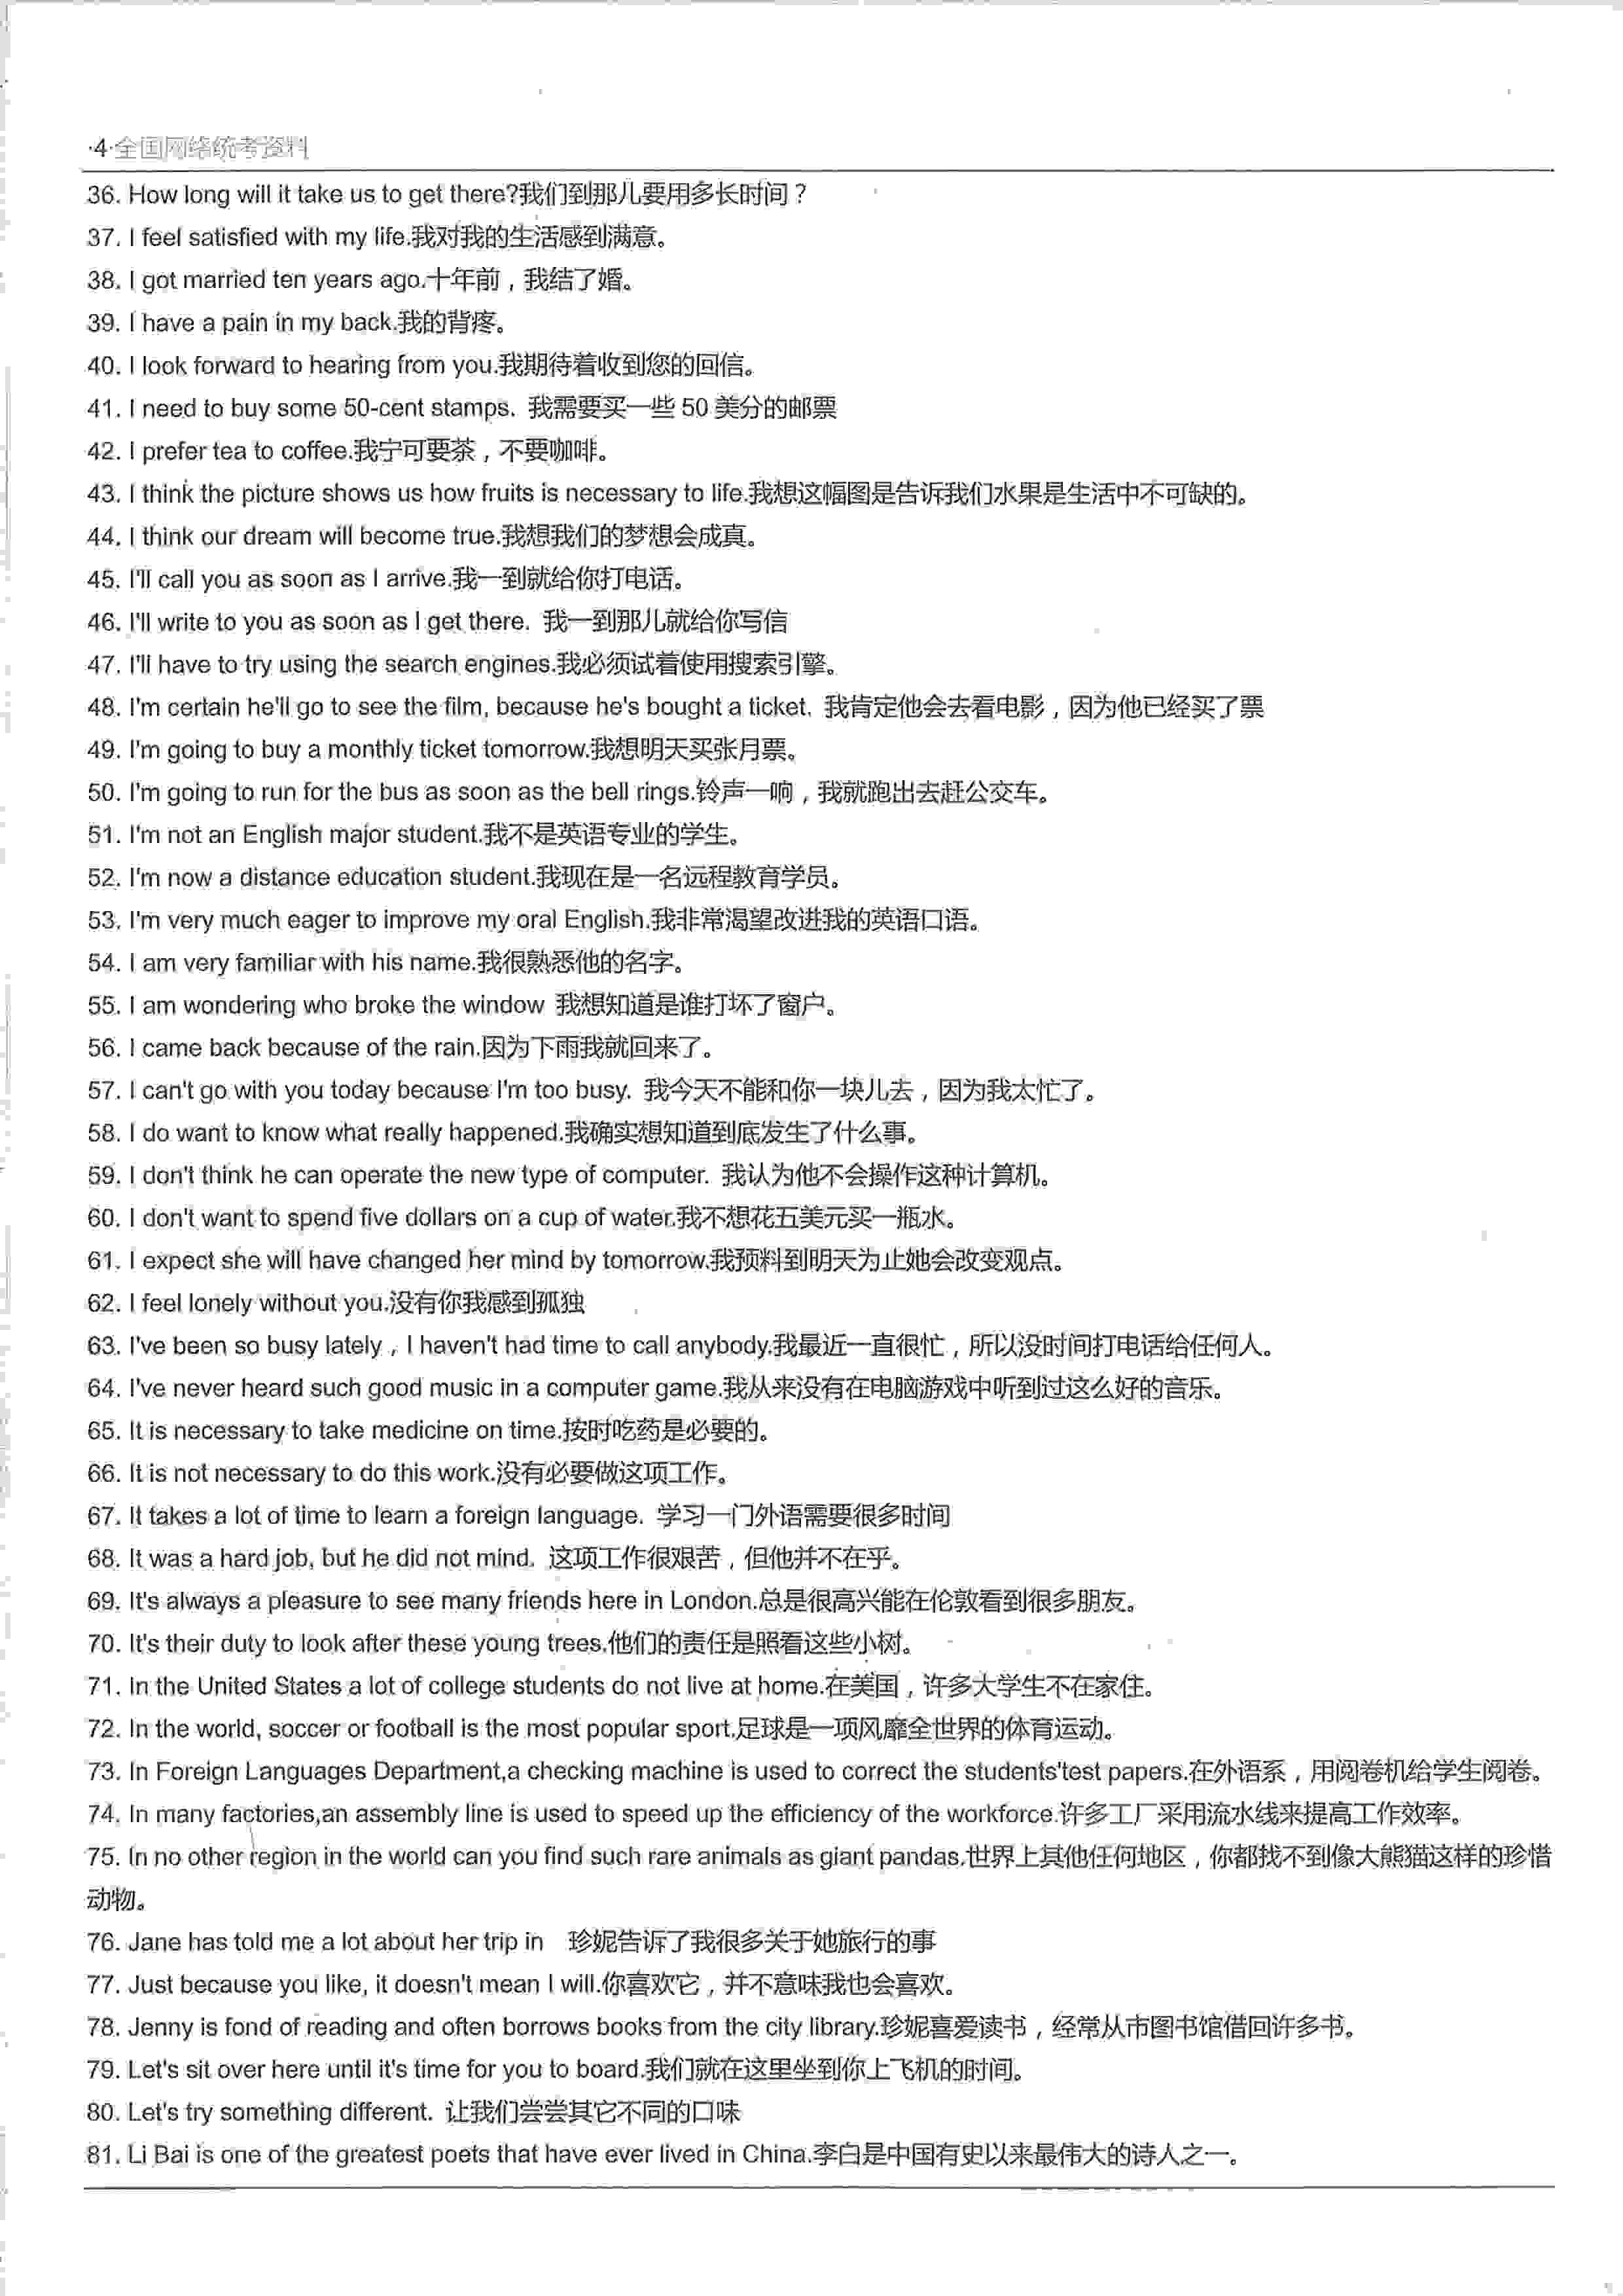 ·4·全国网络统考资料
36. How long will it take us to get there?我们到那儿要用多长时间？
37. I feel satisfied with my life.我对我的生活感到满意。
38. I got married ten years ago.十年前，我结了婚。
39. I have a pain in my back.我的背疼。
40. I look forward to hearing from you.我期待着收到您的回信。
41. I need to buy some 50-cent stamps. 我需要买一些 50 美分的邮票
42. I prefer tea to coffee.我宁可要茶，不要咖啡。
43. I think the picture shows us how fruits is necessary to life.我想这幅图是告诉我们水果是生活中不可缺的。
44. I think our dream will become true.我想我们的梦想会成真。
45. I'll call you as soon as I arrive.我一到就给你打电话。
46. I'll write to you as soon as I get there. 我一到那儿就给你写信
47. I'll have to try using the search engines.我必须试着使用搜索引擎。
48. I'm certain he'll go to see the film, because he's bought a ticket. 我肯定他会去看电影，因为他已经买了票
49. I'm going to buy a monthly ticket tomorrow.我想明天买张月票。
50. I'm going to run for the bus as soon as the bell rings.铃声一响，我就跑出去赶公交车。
51. I'm not an English major student.我不是英语专业的学生。
52. I'm now a distance education student.我现在是一名远程教育学员。
53. I'm very much eager to improve my oral English.我非常渴望改进我的英语口语。
54. I am very familiar with his name.我很熟悉他的名字。
55. I am wondering who broke the window 我想知道是谁打坏了窗户。
56. I came back because of the rain.因为下雨我就回来了。
57. I can't go with you today because I'm too busy. 我今天不能和你一块儿去，因为我太忙了。
58. I do want to know what really happened.我确实想知道到底发生了什么事。
59. I don't think he can operate the new type of computer. 我认为他不会操作这种计算机。
60. I don't want to spend five dollars on a cup of water.我不想花五美元买一瓶水。
61. I expect she will have changed her mind by tomorrow.我预料到明天为止她会改变观点。
62. I feel lonely without you.没有你我感到孤独
63. I've been so busy lately，I haven't had time to call anybody.我最近一直很忙，所以没时间打电话给任何人。
64. I've never heard such good music in a computer game.我从来没有在电脑游戏中听到过这么好的音乐。
65. It is necessary to take medicine on time.按时吃药是必要的。
66. It is not necessary to do this work.没有必要做这项工作。
67. It takes a lot of time to learn a foreign language. 学习一门外语需要很多时间
68. It was a hard job, but he did not mind. 这项工作很艰苦，但他并不在乎。
69. It's always a pleasure to see many friends here in London.总是很高兴能在伦敦看到很多朋友。
70. It's their duty to look after these young trees.他们的责任是照看这些小树。
71. In the United States a lot of college students do not live at home.在美国，许多大学生不在家住。
72. In the world, soccer or football is the most popular sport.足球是一项风靡全世界的体育运动。
73. In Foreign Languages Department,a checking machine is used to correct the students'test papers.在外语系，用阅卷机给学生阅卷。
74. In many factories,an assembly line is used to speed up the efficiency of the workforce.许多工厂采用流水线来提高工作效率。
75. In no other region in the world can you find such rare animals as giant pandas.世界上其他任何地区，你都找不到像大熊猫这样的珍惜
动物。
76. Jane has told me a lot about her trip in 珍妮告诉了我很多关于她旅行的事
77. Just because you like, it doesn't mean I will.你喜欢它，并不意味我也会喜欢。
78. Jenny is fond of reading and often borrows books from the city library.珍妮喜爱读书，经常从市图书馆借回许多书。
79. Let's sit over here until it's time for you to board.我们就在这里坐到你上飞机的时间。
80. Let's try something different. 让我们尝尝其它不同的口味
81. Li Bai is one of the greatest poets that have ever lived in China.李白是中国有史以来最伟大的诗人之一。